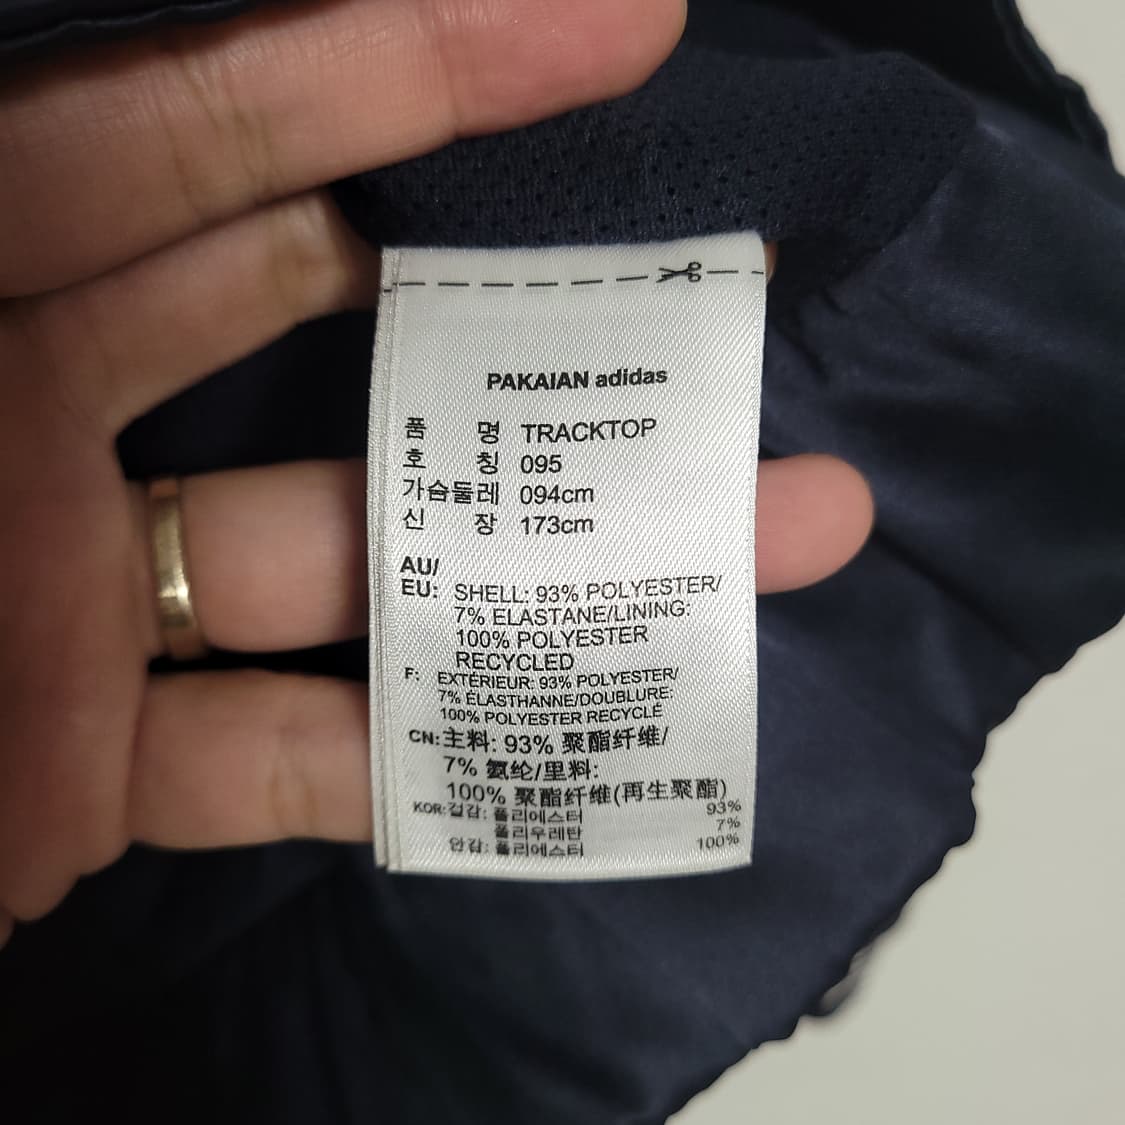 PAKAIAN adidas
품 명 TRACKTOP
호 칭 095
가슴둘레 094cm
신 장 173cm
AU/
EU: SHELL: 93% POLYESTER/
7% ELASTANE/LINING:
100% POLYESTER
RECYCLED
F: EXTÉRIEUR: 93% POLYESTER/
7% ÉLASTHANNE/DOUBLURE:
100% POLYESTER RECYCLÉ
CN: 主料: 93% 聚酯纤维/
7% 氨纶/里料:
100% 聚酯纤维(再生聚酯)
KOR: 겉감: 폴리에스터 93%
폴리우레탄 7%
안감: 폴리에스터 100%